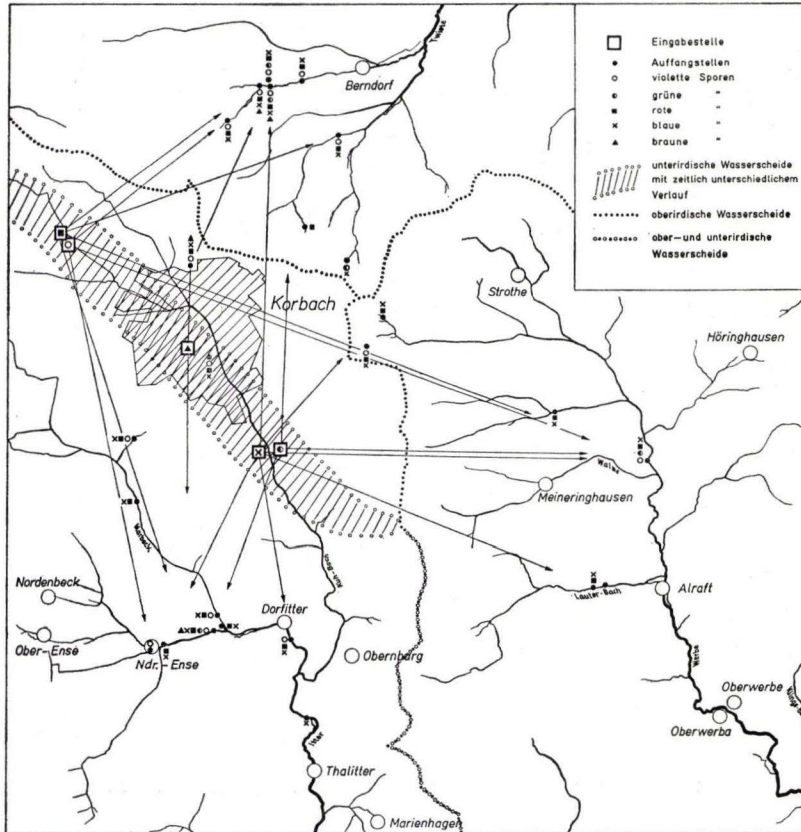 Eingabestelle
Auffangstellen
violette Sporen
grüne "
rote "
blaue "
braune "
unterirdische Wasserscheide
mit zeitlich unterschiedlichem
Verlauf
oberirdische Wasserscheide
ober- und unterirdische
Wasserscheide
Twiste
Berndorf
Korbach
Strothe
Höringhausen
Meineringhausen
Nordenbeck
Ober-Ense
Ndr.-Ense
Dorfitter
Obernburg
Lauter-Bach
Alraft
Werbe
Oberwerbe
Oberwerba
Itter
Thalitter
Marienhagen